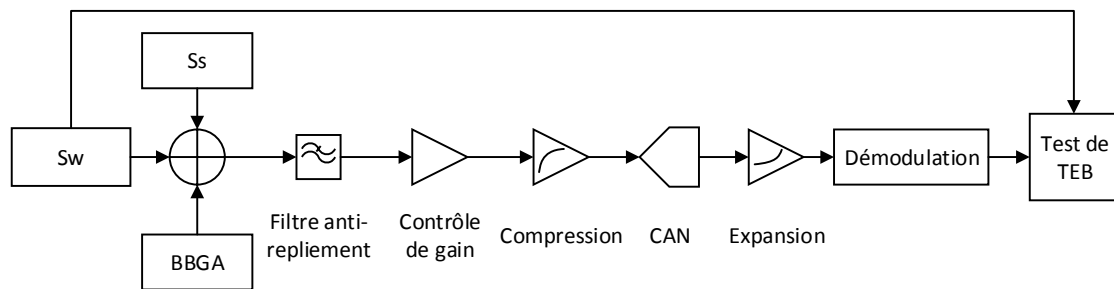 Ss
Sw
Démodulation
Test de
TEB
Filtre anti-
repliement
Contrôle
de gain
Compression
CAN
Expansion
BBGA